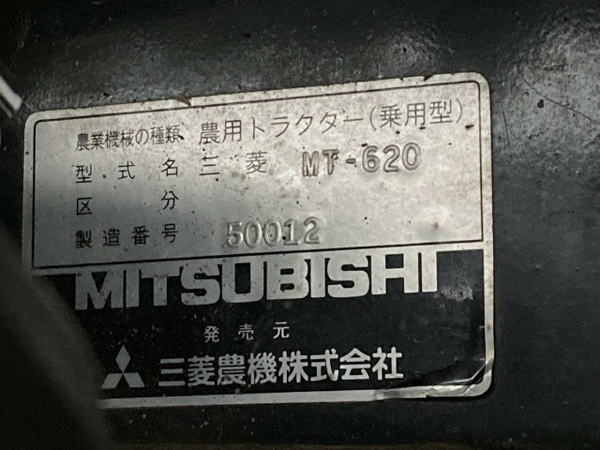 農業機械の種類 農用トラクター(乗用型)
型式名 三菱 MT-620
区分
製造番号 50012
MITSUBISHI
発売元
三菱農機株式会社